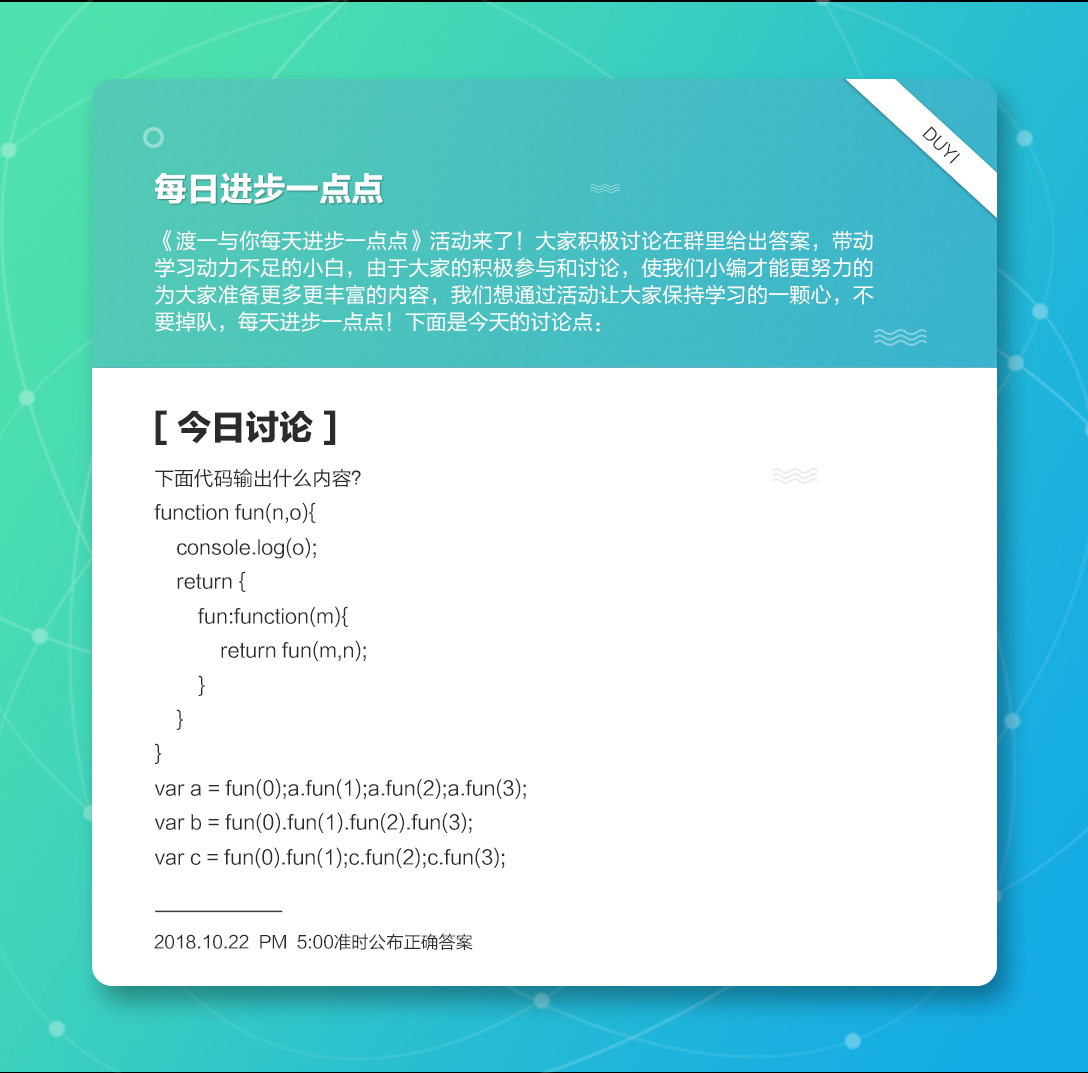 DUYI
每日进步一点点
《渡一与你每天进步一点点》活动来了！大家积极讨论在群里给出答案，带动
学习动力不足的小白，由于大家的积极参与和讨论，使我们小编才能更努力的
为大家准备更多更丰富的内容，我们想通过活动让大家保持学习的一颗心，不
要掉队，每天进步一点点！下面是今天的讨论点：
[ 今日讨论 ]
下面代码输出什么内容?
function fun(n,o){
    console.log(o);
    return {
        fun:function(m){
            return fun(m,n);
        }
    }
}
var a = fun(0);a.fun(1);a.fun(2);a.fun(3);
var b = fun(0).fun(1).fun(2).fun(3);
var c = fun(0).fun(1);c.fun(2);c.fun(3);
2018.10.22 PM 5:00准时公布正确答案